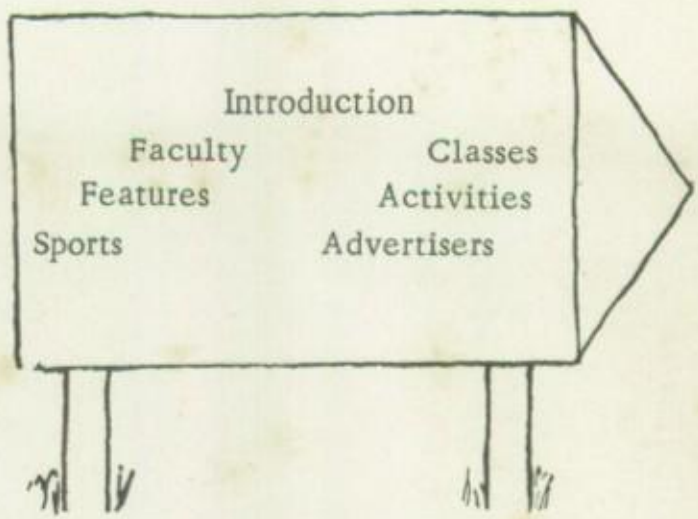 Introduction
Faculty Classes
Features Activities
Sports Advertisers